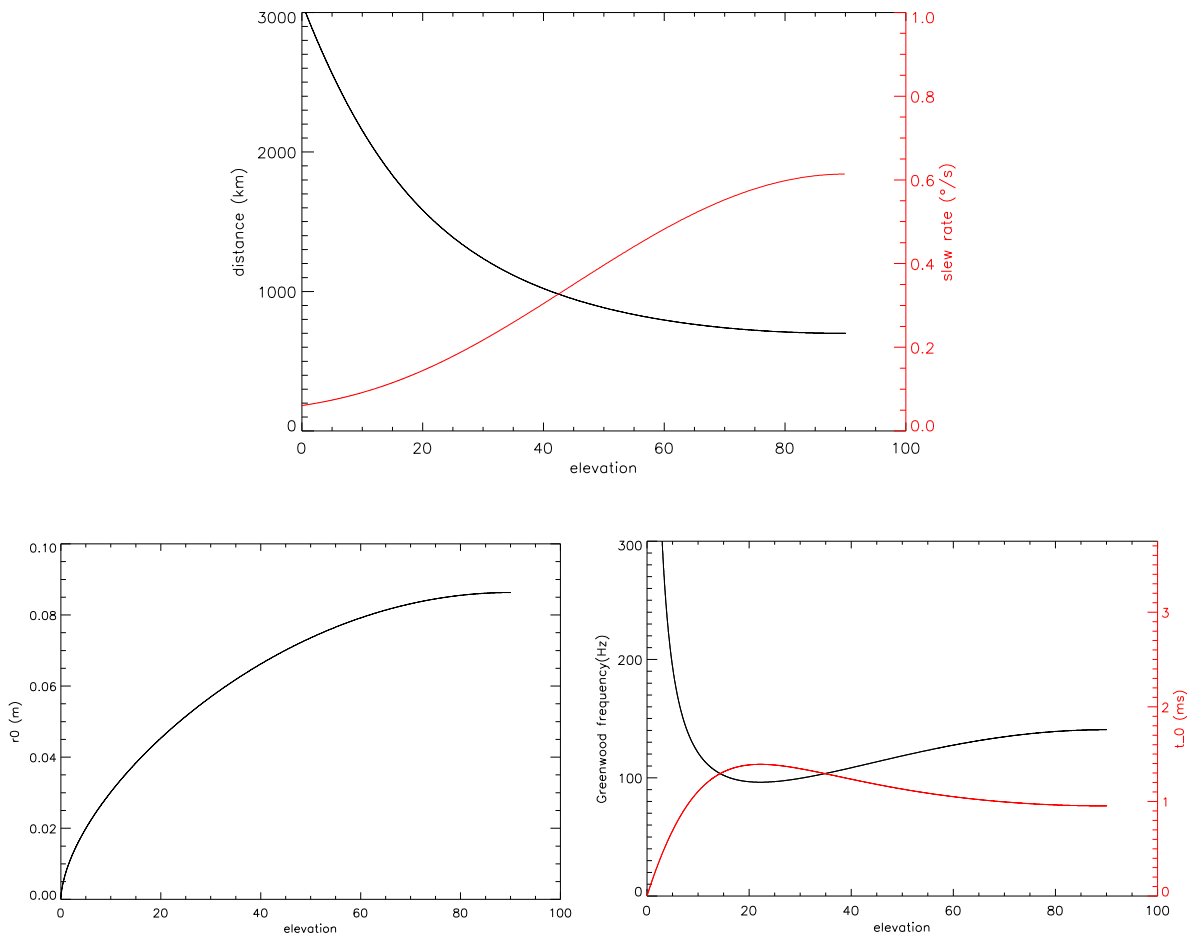 3000
2000
1000
0
distance (km)
1.0
0.8
0.6
0.4
0.2
0.0
slew rate (°/s)
0 20 40 60 80 100
elevation
0.10
0.08
0.06
0.04
0.02
0.00
r0 (m)
0 20 40 60 80 100
elevation
300
200
100
0
Greenwood frequency(Hz)
3
2
1
0
t_0 (ms)
0 20 40 60 80 100
elevation